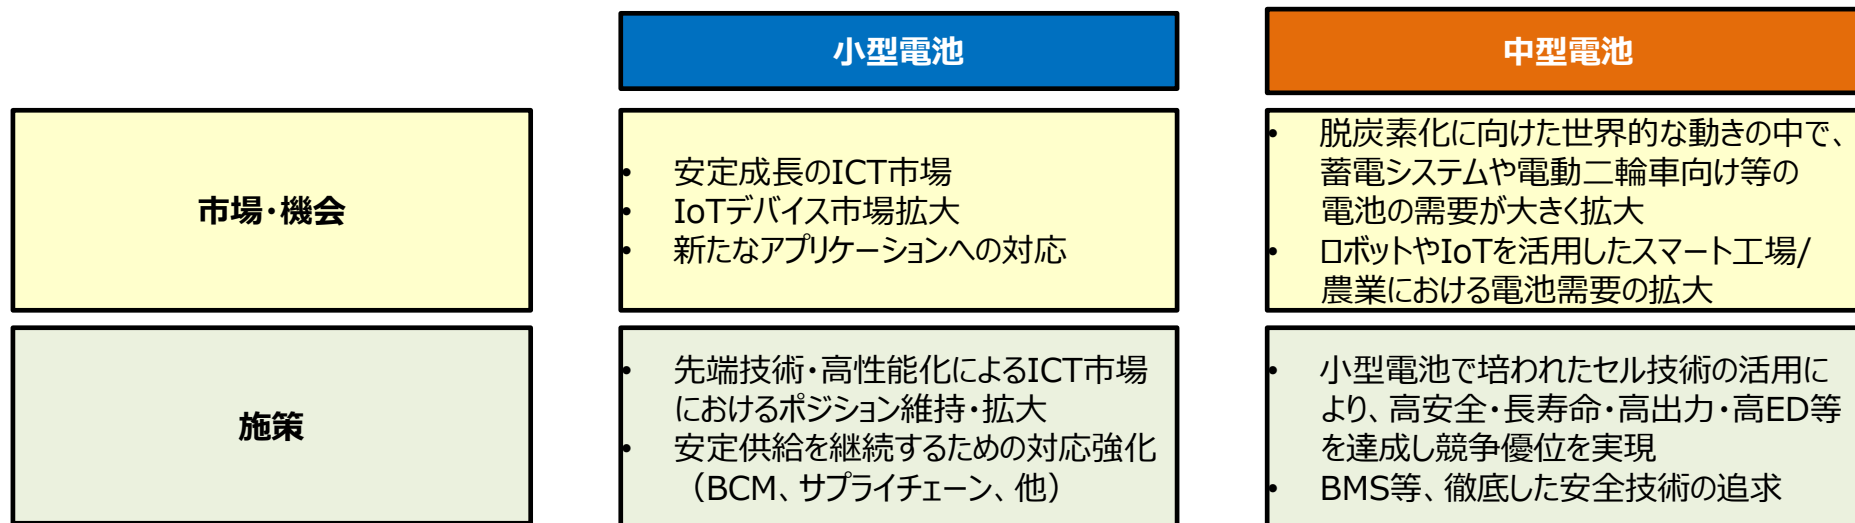 小型電池
中型電池
市場・機会
• 安定成長のICT市場
• IoTデバイス市場拡大
• 新たなアプリケーションへの対応
• 脱炭素化に向けた世界的な動きの中で、
蓄電システムや電動二輪車向け等の
電池の需要が大きく拡大
• ロボットやIoTを活用したスマート工場/
農業における電池需要の拡大
施策
• 先端技術・高性能化によるICT市場
におけるポジション維持・拡大
• 安定供給を継続するための対応強化
（BCM、サプライチェーン、他）
• 小型電池で培われたセル技術の活用に
より、高安全・長寿命・高出力・高ED等
を達成し競争優位を実現
• BMS等、徹底した安全技術の追求